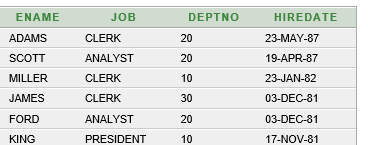 ENAME JOB DEPTNO HIREDATE
ADAMS CLERK 20 23-MAY-87
SCOTT ANALYST 20 19-APR-87
MILLER CLERK 10 23-JAN-82
JAMES CLERK 30 03-DEC-81
FORD ANALYST 20 03-DEC-81
KING PRESIDENT 10 17-NOV-81